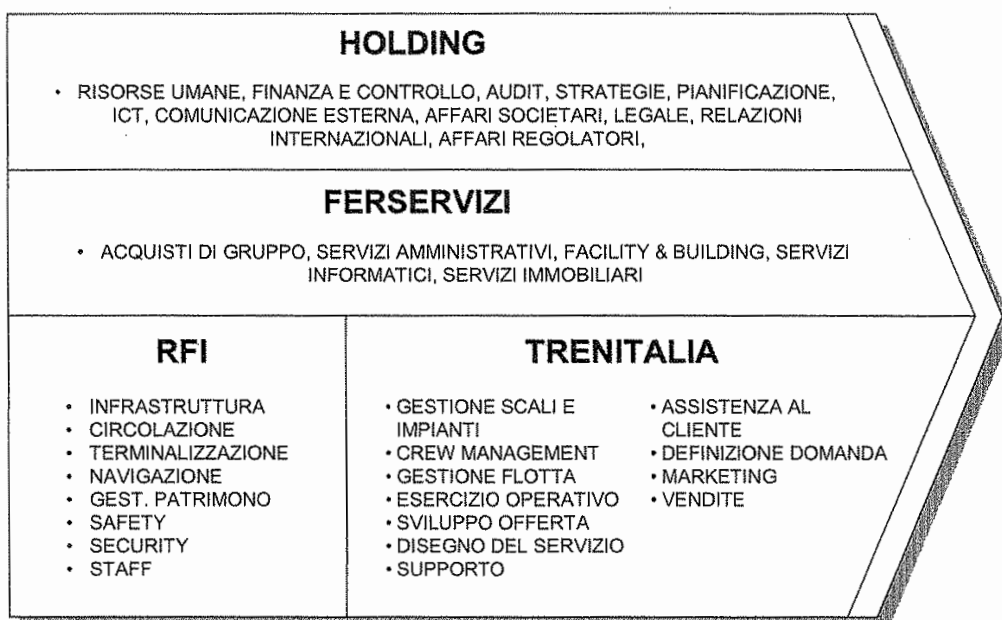 HOLDING
• RISORSE UMANE, FINANZA E CONTROLLO, AUDIT, STRATEGIE, PIANIFICAZIONE,
ICT, COMUNICAZIONE ESTERNA, AFFARI SOCIETARI, LEGALE, RELAZIONI
INTERNAZIONALI, AFFARI REGOLATORI,
FERSERVIZI
• ACQUISTI DI GRUPPO, SERVIZI AMMINISTRATIVI, FACILITY & BUILDING, SERVIZI
INFORMATICI, SERVIZI IMMOBILIARI
RFI
• INFRASTRUTTURA
• CIRCOLAZIONE
• TERMINALIZZAZIONE
• NAVIGAZIONE
• GEST. PATRIMONO
• SAFETY
• SECURITY
• STAFF
TRENITALIA
• GESTIONE SCALI E
IMPIANTI
• CREW MANAGEMENT
• GESTIONE FLOTTA
• ESERCIZIO OPERATIVO
• SVILUPPO OFFERTA
• DISEGNO DEL SERVIZIO
• SUPPORTO
• ASSISTENZA AL
CLIENTE
• DEFINIZIONE DOMANDA
• MARKETING
• VENDITE